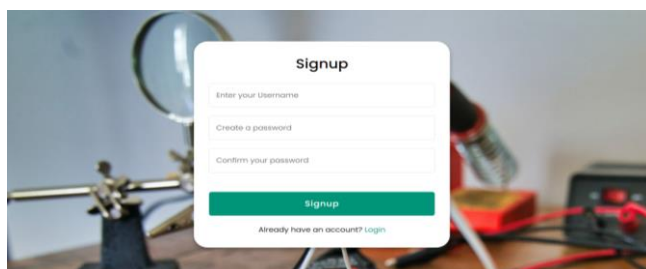 Signup
Enter your Username
Create a password
Confirm your password
Signup
Already have an account? Login